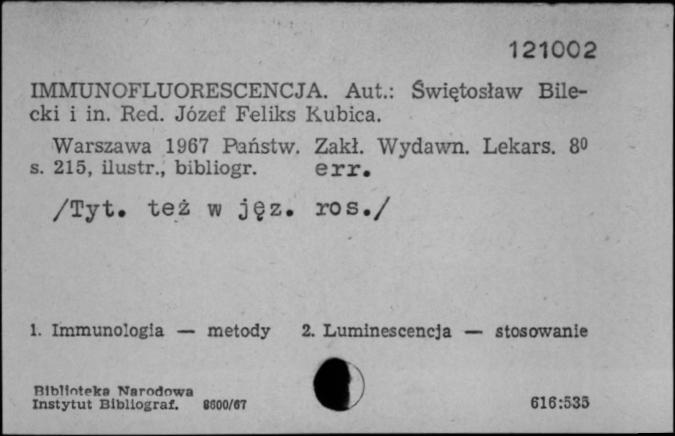 121002
IMMUNOFLUORESCENCJA. Aut.: Świętosław Bile-
cki i in. Red. Józef Feliks Kubica.
Warszawa 1967 Państw. Zakł. Wydawn. Lekars. 8⁰
s. 215, ilustr., bibliogr. err.
/Tyt. też w jęz. ros./
1. Immunologia — metody 2. Luminescencja — stosowanie
Biblioteka Narodowa
Instytut Bibliograf. 8600/67 616:535